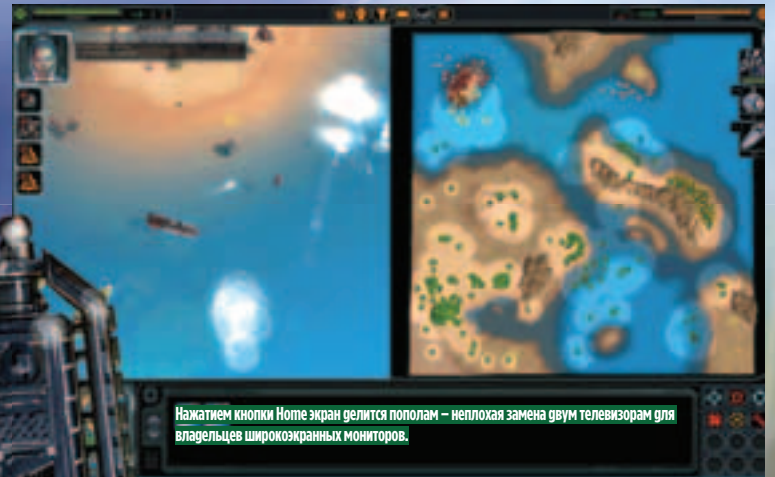 Нажатием кнопки Home экран делится пополам – неплохая замена двум телевизорам для
владельцев широкоэкранных мониторов.